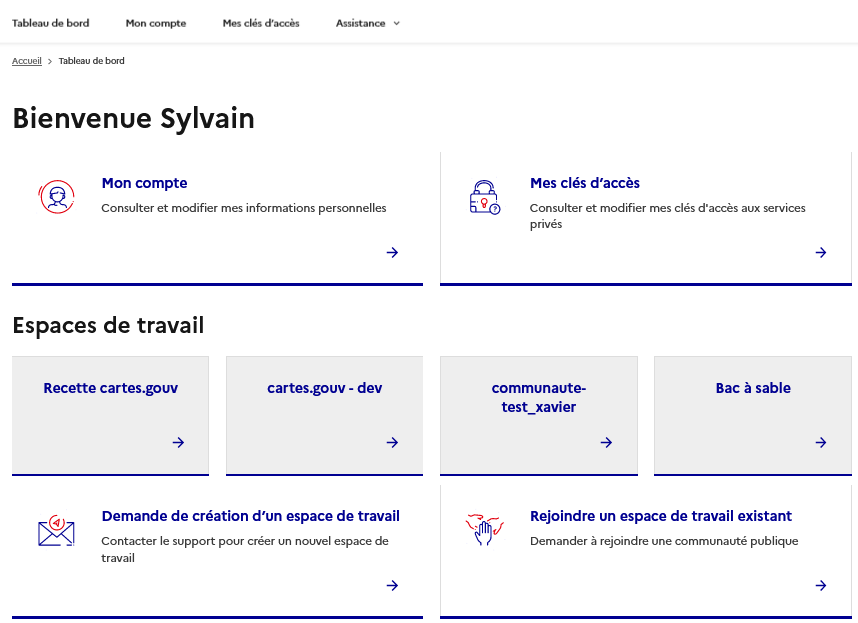 Tableau de bord Mon compte Mes clés d'accès Assistance
Accueil > Tableau de bord
Bienvenue Sylvain
Mon compte
Consulter et modifier mes informations personnelles
Mes clés d'accès
Consulter et modifier mes clés d'accès aux services
privés
Espaces de travail
Recette cartes.gouv
cartes.gouv - dev
communaute-
test_xavier
Bac à sable
Demande de création d'un espace de travail
Contacter le support pour créer un nouvel espace de
travail
Rejoindre un espace de travail existant
Demander à rejoindre une communauté publique